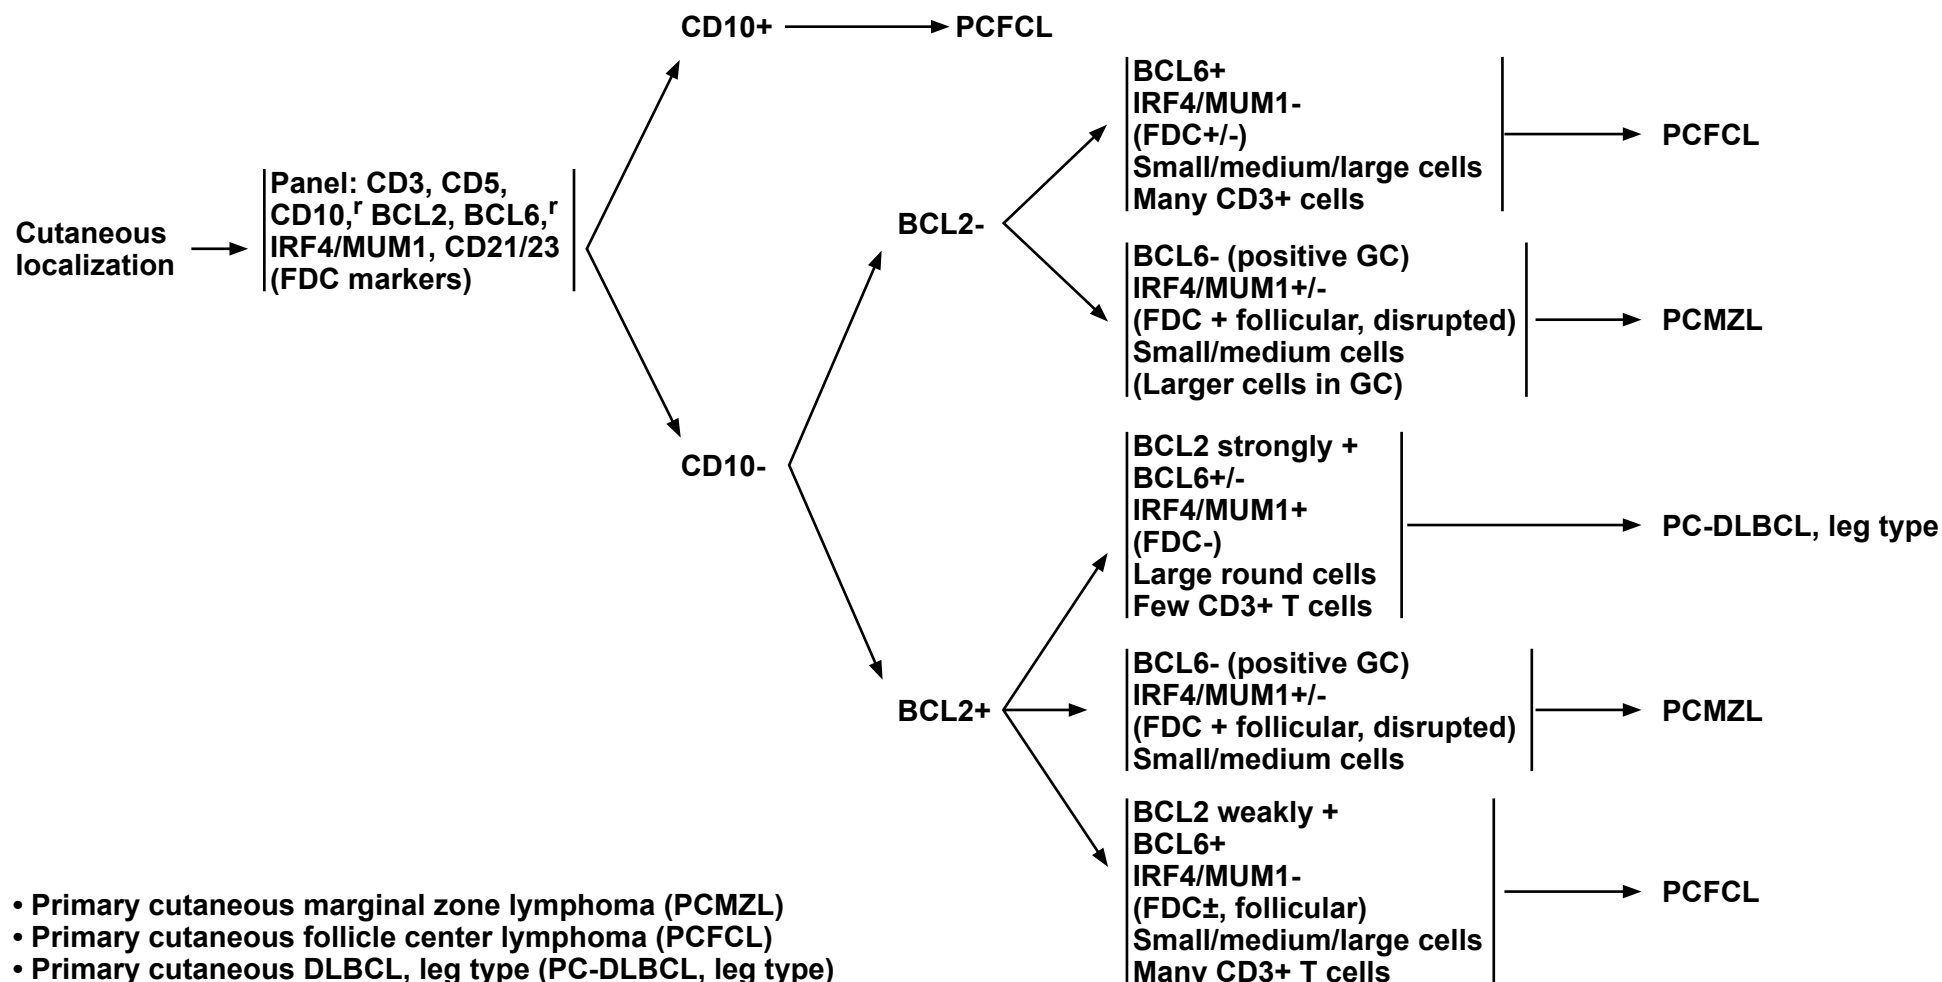 CD10+
PCFCL
Cutaneous
localization
Panel: CD3, CD5,
CD10,r BCL2, BCL6,r
IRF4/MUM1, CD21/23
(FDC markers)
CD10-
BCL2-
BCL6+
IRF4/MUM1-
(FDC+/-)
Small/medium/large cells
Many CD3+ cells
PCFCL
BCL6- (positive GC)
IRF4/MUM1+/-
(FDC + follicular, disrupted)
Small/medium cells
(Larger cells in GC)
PCMZL
BCL2+
BCL2 strongly +
BCL6+/-
IRF4/MUM1+
(FDC-)
Large round cells
Few CD3+ T cells
PC-DLBCL, leg type
BCL6- (positive GC)
IRF4/MUM1+/-
(FDC + follicular, disrupted)
Small/medium cells
PCMZL
BCL2 weakly +
BCL6+
IRF4/MUM1-
(FDC±, follicular)
Small/medium/large cells
Many CD3+ T cells
PCFCL
• Primary cutaneous marginal zone lymphoma (PCMZL)
• Primary cutaneous follicle center lymphoma (PCFCL)
• Primary cutaneous DLBCL, leg type (PC-DLBCL, leg type)